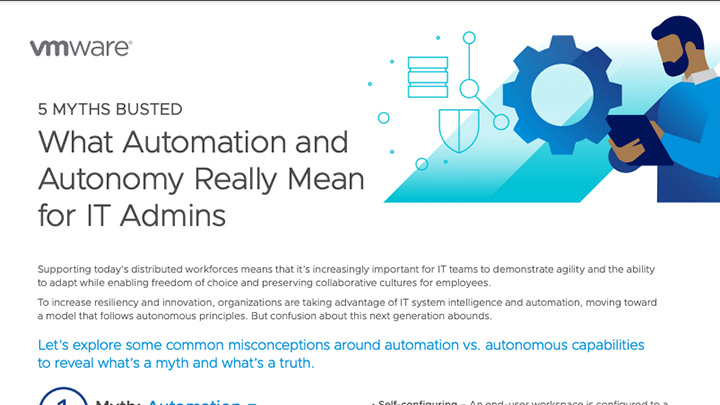 vmware®
5 MYTHS BUSTED
What Automation and
Autonomy Really Mean
for IT Admins
Supporting today's distributed workforces means that it's increasingly important for IT teams to demonstrate agility and the ability
to adapt while enabling freedom of choice and preserving collaborative cultures for employees.
To increase resiliency and innovation, organizations are taking advantage of IT system intelligence and automation, moving toward
a model that follows autonomous principles. But confusion about this next generation abounds.
Let's explore some common misconceptions around automation vs. autonomous capabilities
to reveal what's a myth and what's a truth.
1 Myth: Automation =
• Self-configuring – An end-user workspace is configured to a